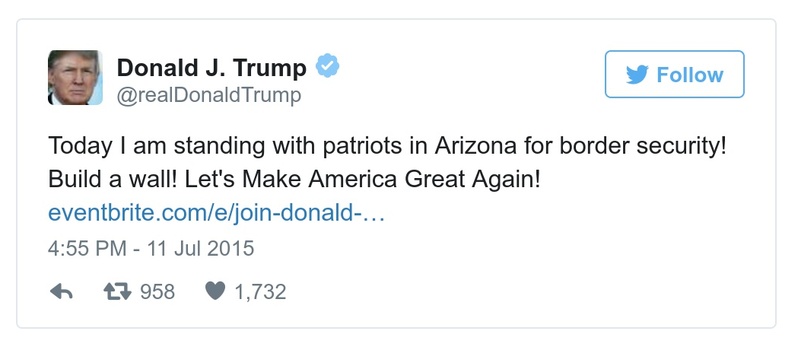 Donald J. Trump
@realDonaldTrump
Follow
Today I am standing with patriots in Arizona for border security!
Build a wall! Let's Make America Great Again!
eventbrite.com/e/join-donald-…
4:55 PM - 11 Jul 2015
958 1,732